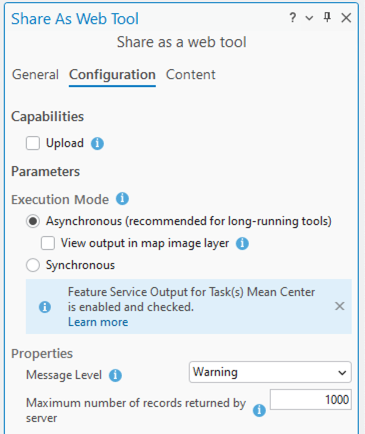 Share As Web Tool
?
Share as a web tool
General Configuration Content
Capabilities
Upload
Parameters
Execution Mode
Asynchronous (recommended for long-running tools)
View output in map image layer
Synchronous
Feature Service Output for Task(s) Mean Center
is enabled and checked.
Learn more
Properties
Message Level Warning
Maximum number of records returned by 1000
server